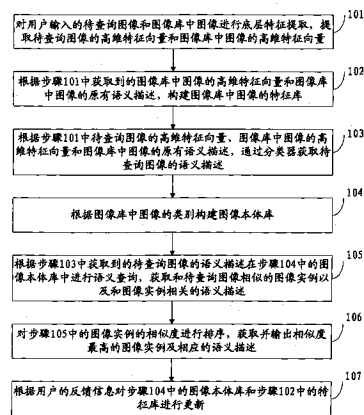 对用户输入的待查询图像和图像库中图像进行底层特征提取，提
取待查询图像的高维特征向量和图像库中图像的高维特征向量
101
根据步骤101中获取到的图像库中图像的高维特征向量和图像库
中图像的原有语义描述，构建图像库中图像的特征库
102
根据步骤101中待查询图像的高维特征向量、图像库中图像的高
维特征向量和图像库中图像的原有语义描述，通过分类器获取待
查询图像的语义描述
103
根据图像库中图像的类别构建图像本体库
104
根据步骤103中获取到的待查询图像的语义描述在步骤104中的图
像本体库中进行语义查询，获取和待查询图像相似的图像实例以
及和图像实例相关的语义描述
105
对步骤105中的图像实例的相似度进行排序，获取并输出相似度
最高的图像实例及相应的语义描述
106
根据用户的反馈信息对步骤104中的图像本体库和步骤102中的特
征库进行更新
107